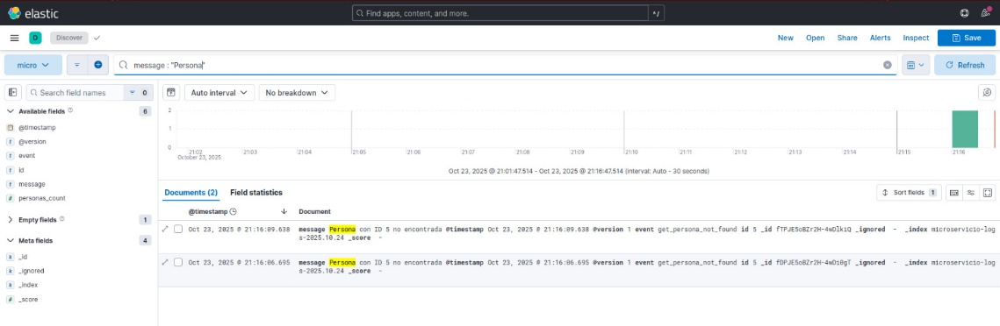 elastic
Find apps, content, and more.
*/
D
Discover
New
Open
Share
Alerts
Inspect
Save
micro
message : "Persona"
Refresh
Search field names
0
Auto interval
No breakdown
Available fields
6
@timestamp
@version
event
id
message
personas_count
Empty fields
1
Meta fields
4
_id
_ignored
_index
_score
2
1
0
21:02
21:03
21:04
21:05
21:06
21:07
21:08
21:09
21:10
21:11
21:12
21:13
21:14
21:15
21:16
October 23, 2025
Oct 23, 2025 @ 21:01:47.514 - Oct 23, 2025 @ 21:16:47.514 (interval: Auto - 30 seconds)
Documents (2)
Field statistics
Sort fields
1
@timestamp
Document
Oct 23, 2025 @ 21:16:09.638
message Persona con ID 5 no encontrada @timestamp Oct 23, 2025 @ 21:16:09.638 @version 1 event get_persona_not_found id 5 _id fTPJE5oBZr2H-4wDlkiQ _ignored - _index microservicio-log
s-2025.10.24 _score -
Oct 23, 2025 @ 21:16:06.695
message Persona con ID 5 no encontrada @timestamp Oct 23, 2025 @ 21:16:06.695 @version 1 event get_persona_not_found id 5 _id fDPJE5oBZr2H-4wDi0gT _ignored - _index microservicio-log
s-2025.10.24 _score -